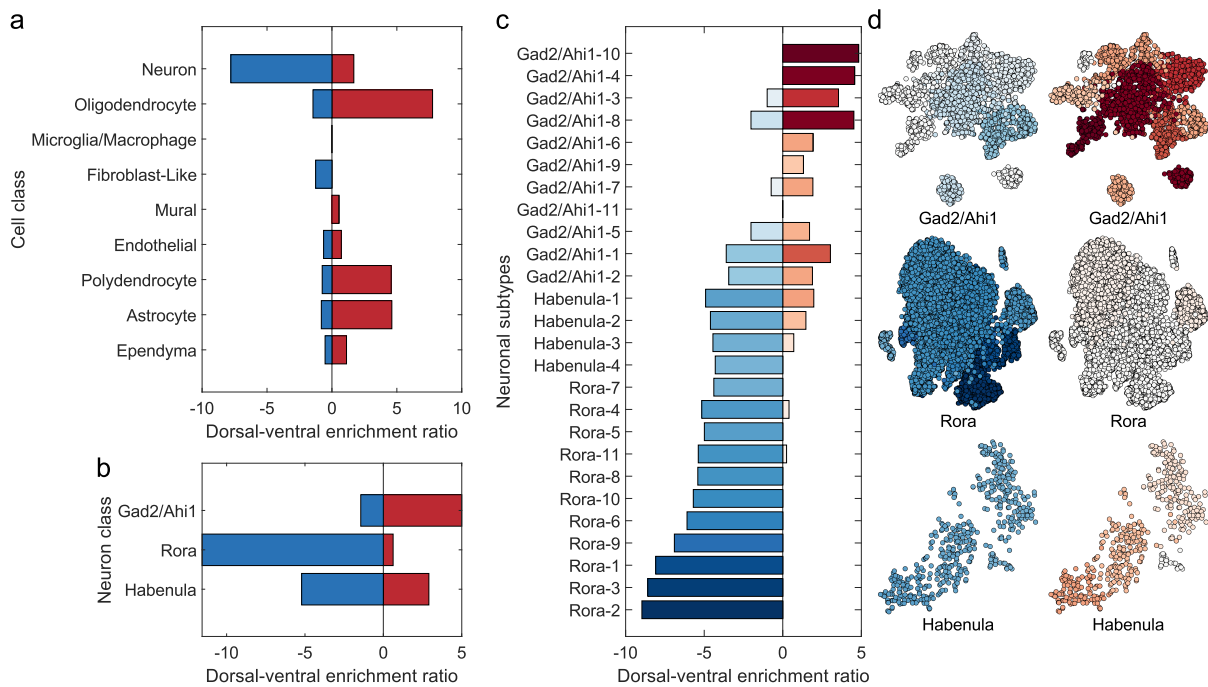 a
Cell class
Neuron
Oligodendrocyte
Microglia/Macrophage
Fibroblast-Like
Mural
Endothelial
Polydendrocyte
Astrocyte
Ependyma
-10 -5 0 5 10
Dorsal-ventral enrichment ratio
b
Neuron class
Gad2/Ahi1
Rora
Habenula
-10 -5 0 5
Dorsal-ventral enrichment ratio
c
Neuronal subtypes
Gad2/Ahi1-10
Gad2/Ahi1-4
Gad2/Ahi1-3
Gad2/Ahi1-8
Gad2/Ahi1-6
Gad2/Ahi1-9
Gad2/Ahi1-7
Gad2/Ahi1-11
Gad2/Ahi1-5
Gad2/Ahi1-1
Gad2/Ahi1-2
Habenula-1
Habenula-2
Habenula-3
Habenula-4
Rora-7
Rora-4
Rora-5
Rora-11
Rora-8
Rora-10
Rora-6
Rora-9
Rora-1
Rora-3
Rora-2
-10 -5 0 5
Dorsal-ventral enrichment ratio
d
Gad2/Ahi1 Gad2/Ahi1
Rora Rora
Habenula Habenula